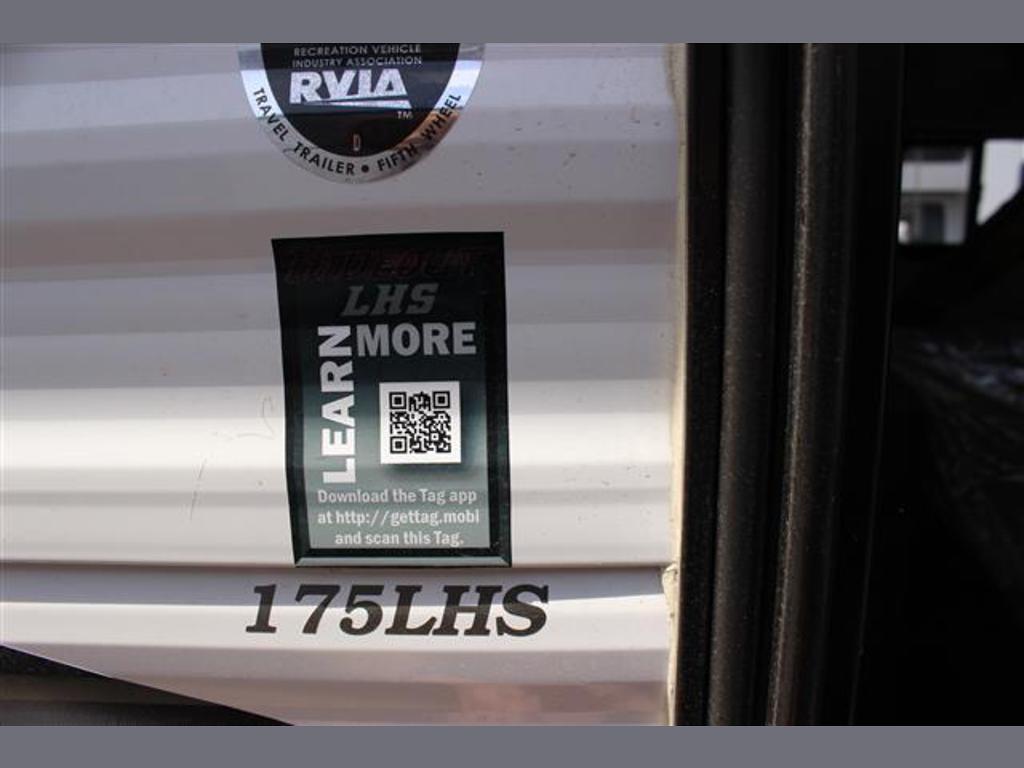 RECREATION VEHICLE
INDUSTRY ASSOCIATION
RVIA
TM
D
TRAVEL TRAILER • FIFTH WHEEL
LHS
LEARN
MORE
Download the Tag app
at http://gettag.mobi
and scan this Tag.
175LHS